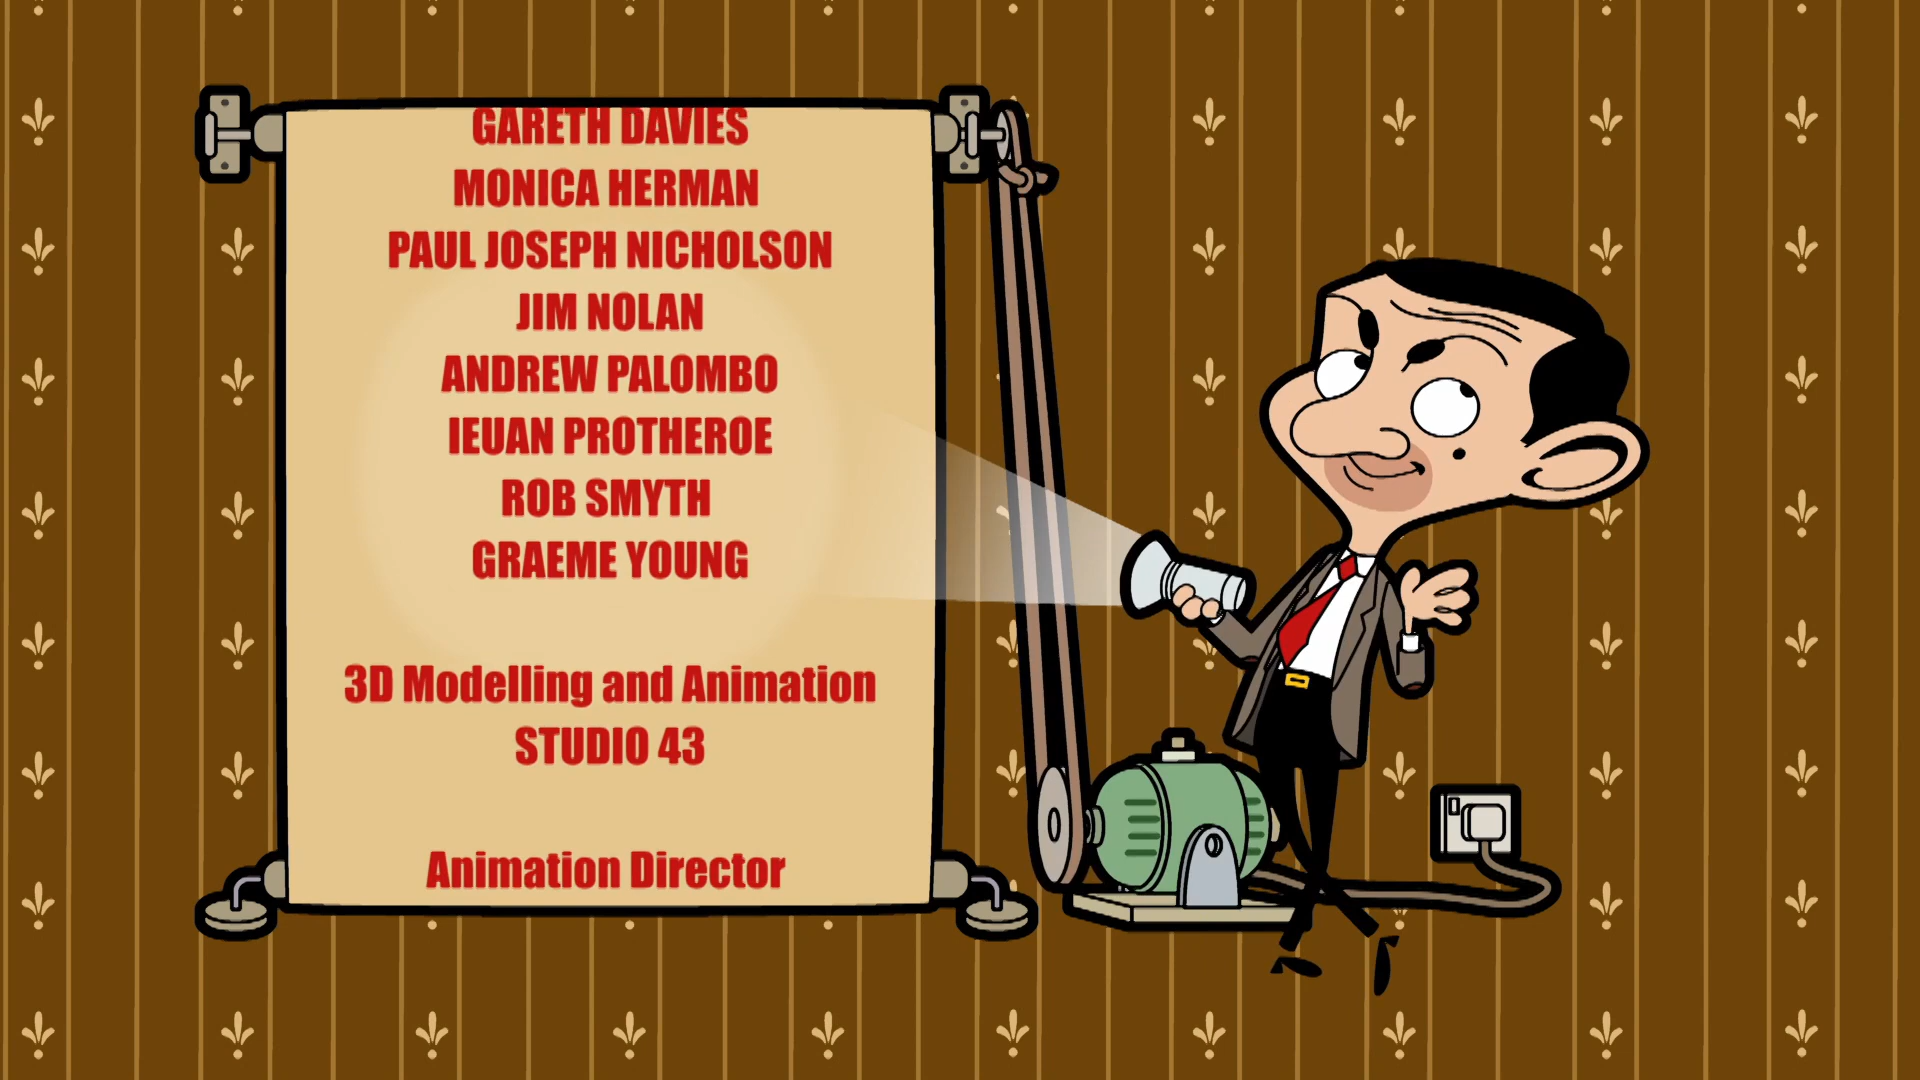 GARETH DAVIES
MONICA HERMAN
PAUL JOSEPH NICHOLSON
JIM NOLAN
ANDREW PALOMBO
IEUAN PROTHEROE
ROB SMYTH
GRAEME YOUNG
3D Modelling and Animation
STUDIO 43
Animation Director